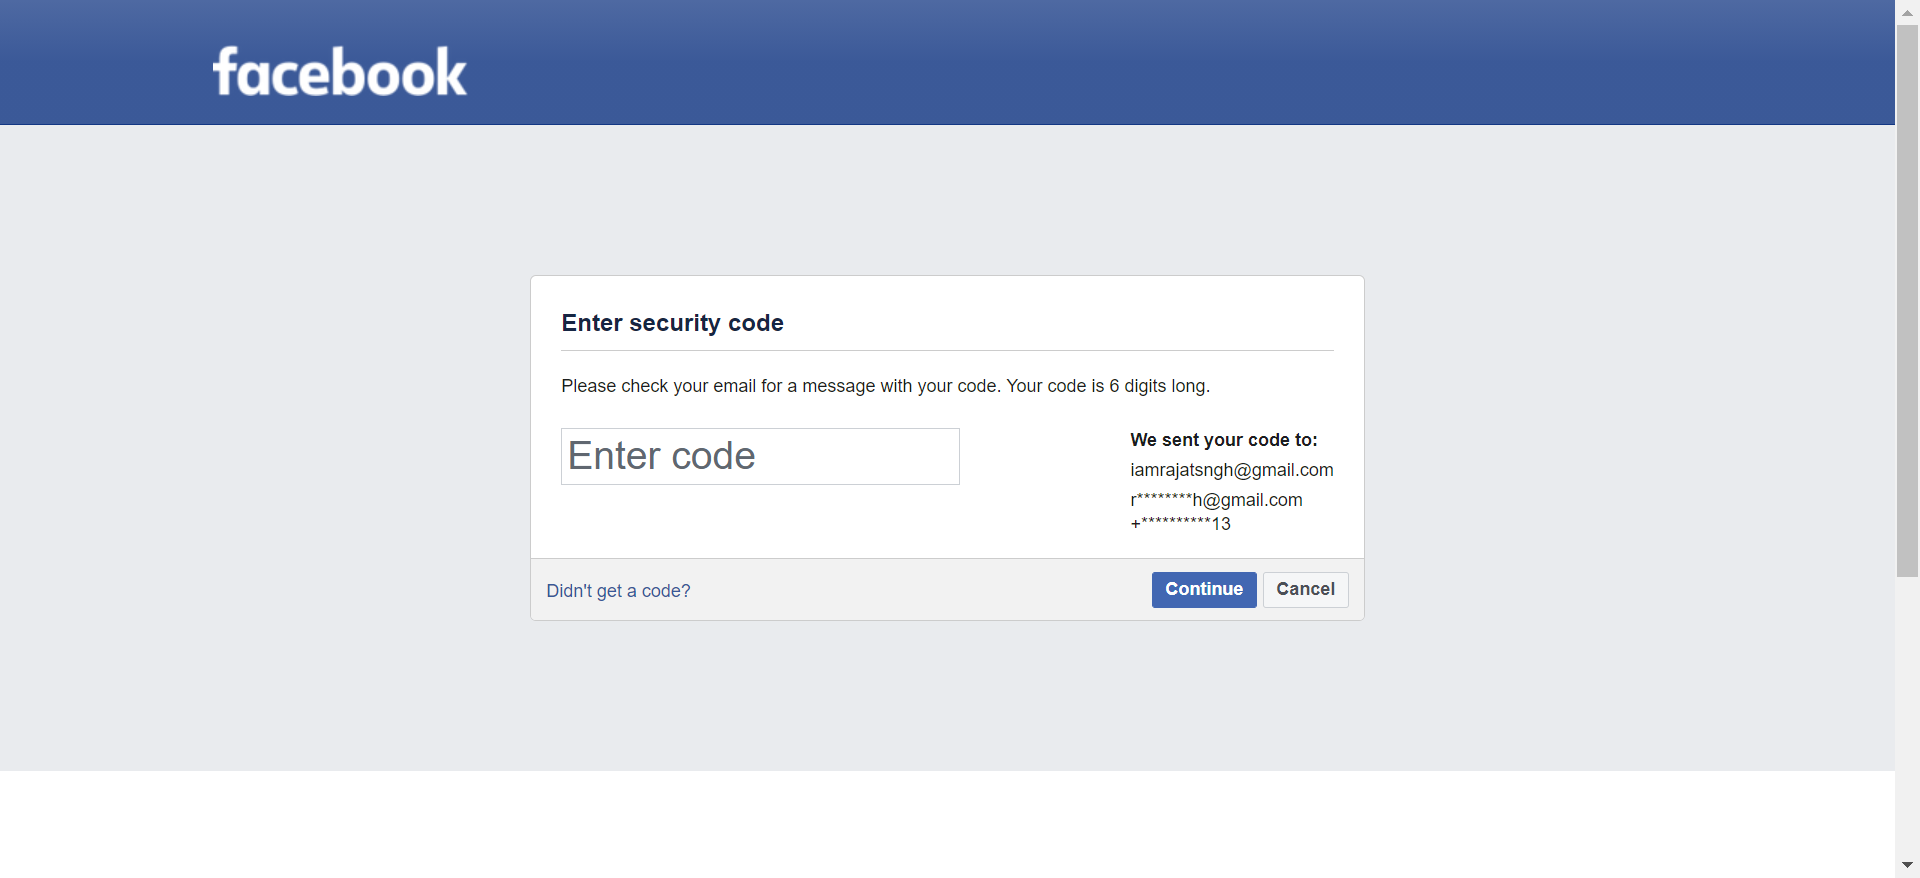 facebook
Enter security code
Please check your email for a message with your code. Your code is 6 digits long.
Enter code
We sent your code to:
iamrajatsngh@gmail.com
r********h@gmail.com
+**********13
Didn't get a code?
Continue
Cancel